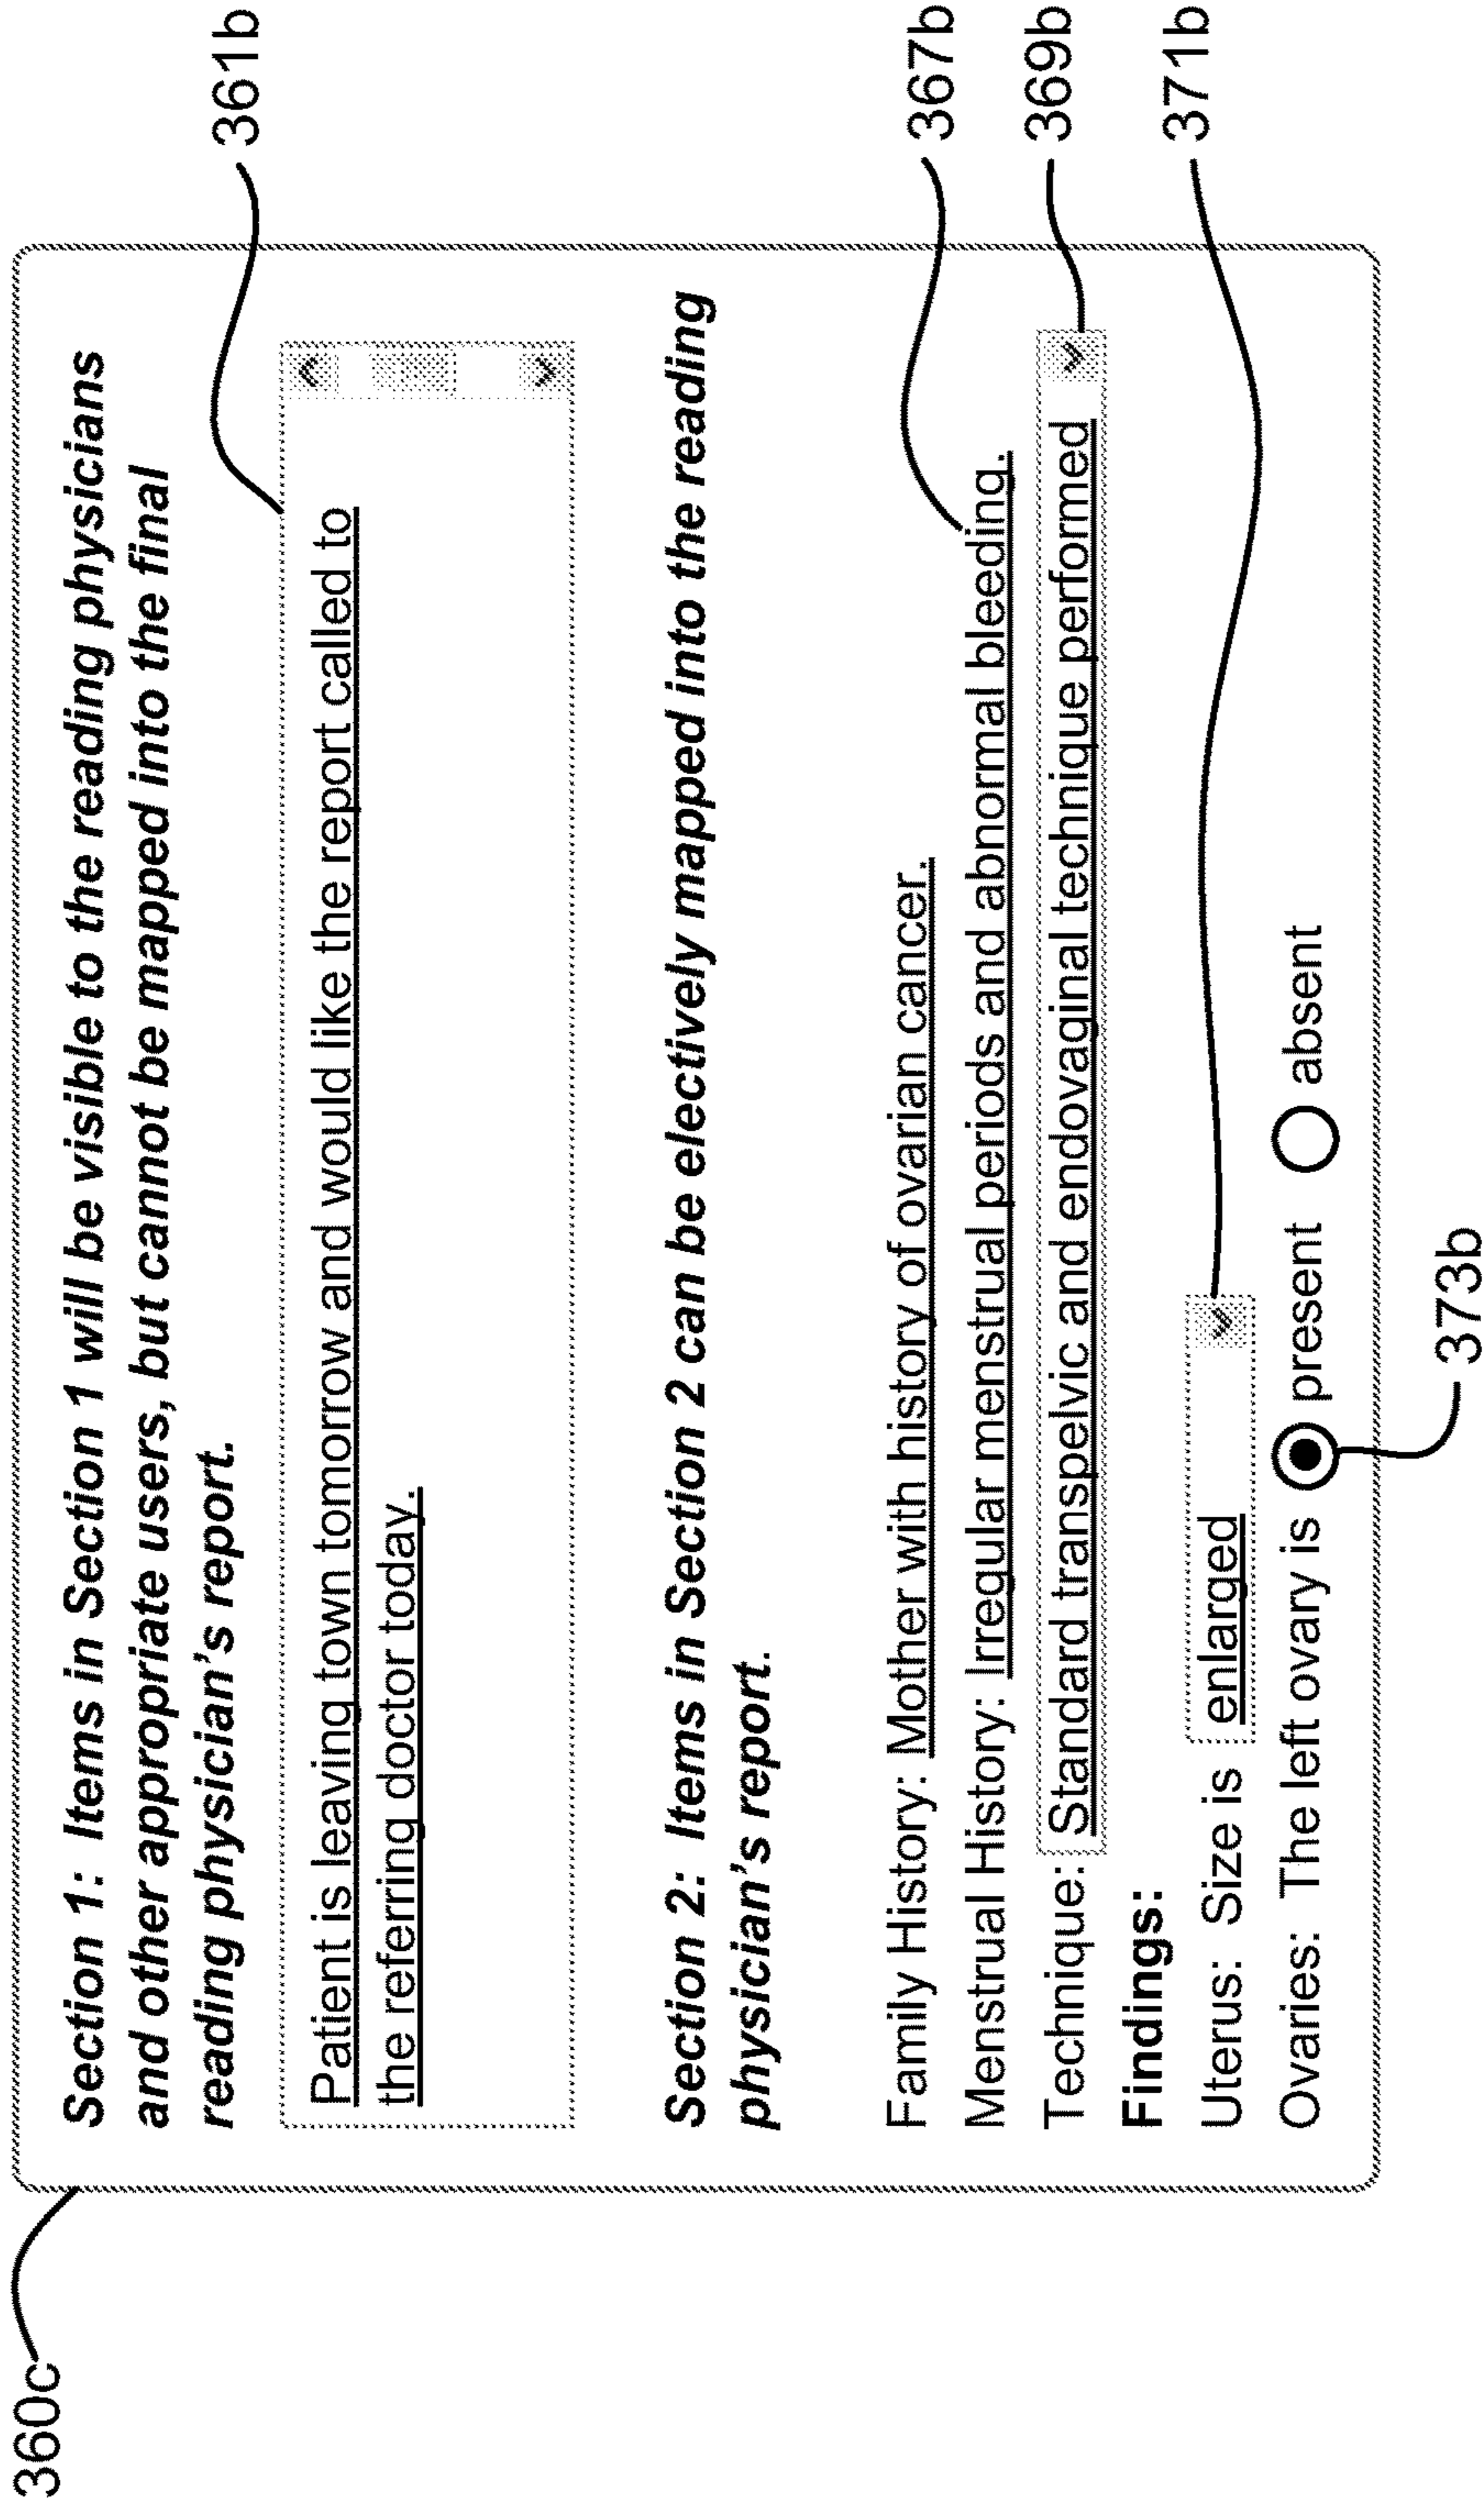 360c
Section 1: Items in Section 1 will be visible to the reading physicians
and other appropriate users, but cannot be mapped into the final
reading physician's report.
361b
Patient is leaving town tomorrow and would like the report called to
the referring doctor today.
Section 2: Items in Section 2 can be electively mapped into the reading
physician's report.
Family History: Mother with history of ovarian cancer.
367b
Menstrual History: Irregular menstrual periods and abnormal bleeding.
Technique: Standard transpelvic and endovaginal technique performed
369b
Findings:
Uterus: Size is enlarged
371b
Ovaries: The left ovary is present absent
373b